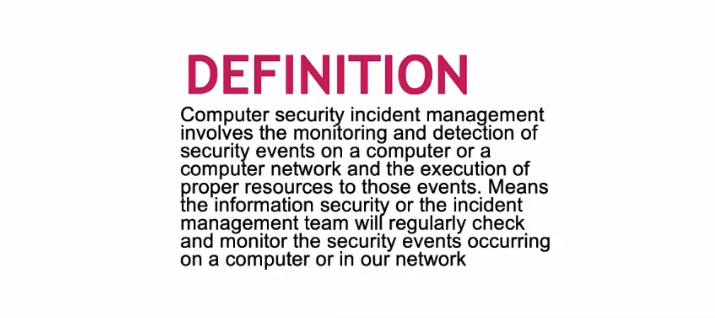 DEFINITION
Computer security incident management
involves the monitoring and detection of
security events on a computer or a
computer network and the execution of
proper resources to those events. Means
the information security or the incident
management team will regularly check
and monitor the security events occurring
on a computer or in our network